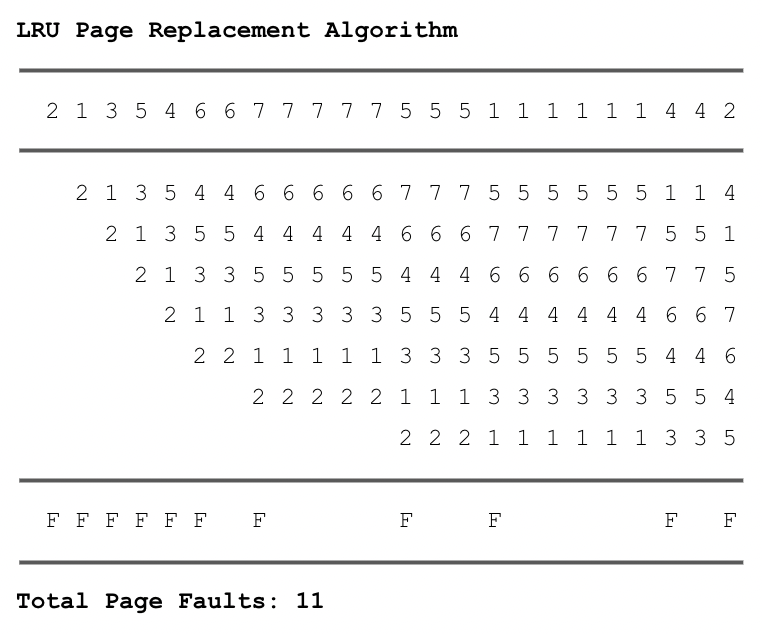 LRU Page Replacement Algorithm
2 1 3 5 4 6 6 7 7 7 7 7 5 5 5 1 1 1 1 1 1 4 4 2
2 1 3 5 4 4 6 6 6 6 6 7 7 7 5 5 5 5 5 5 1 1 4
2 1 3 5 5 4 4 4 4 4 6 6 6 7 7 7 7 7 7 5 5 1
2 1 3 3 5 5 5 5 5 4 4 4 6 6 6 6 6 6 7 7 5
2 1 1 3 3 3 3 3 5 5 5 4 4 4 4 4 4 6 6 7
2 2 1 1 1 1 1 3 3 3 5 5 5 5 5 5 4 4 6
2 2 2 2 2 1 1 1 3 3 3 3 3 3 5 5 4
2 2 2 1 1 1 1 1 1 3 3 5
F F F F F F F F F F F
Total Page Faults: 11